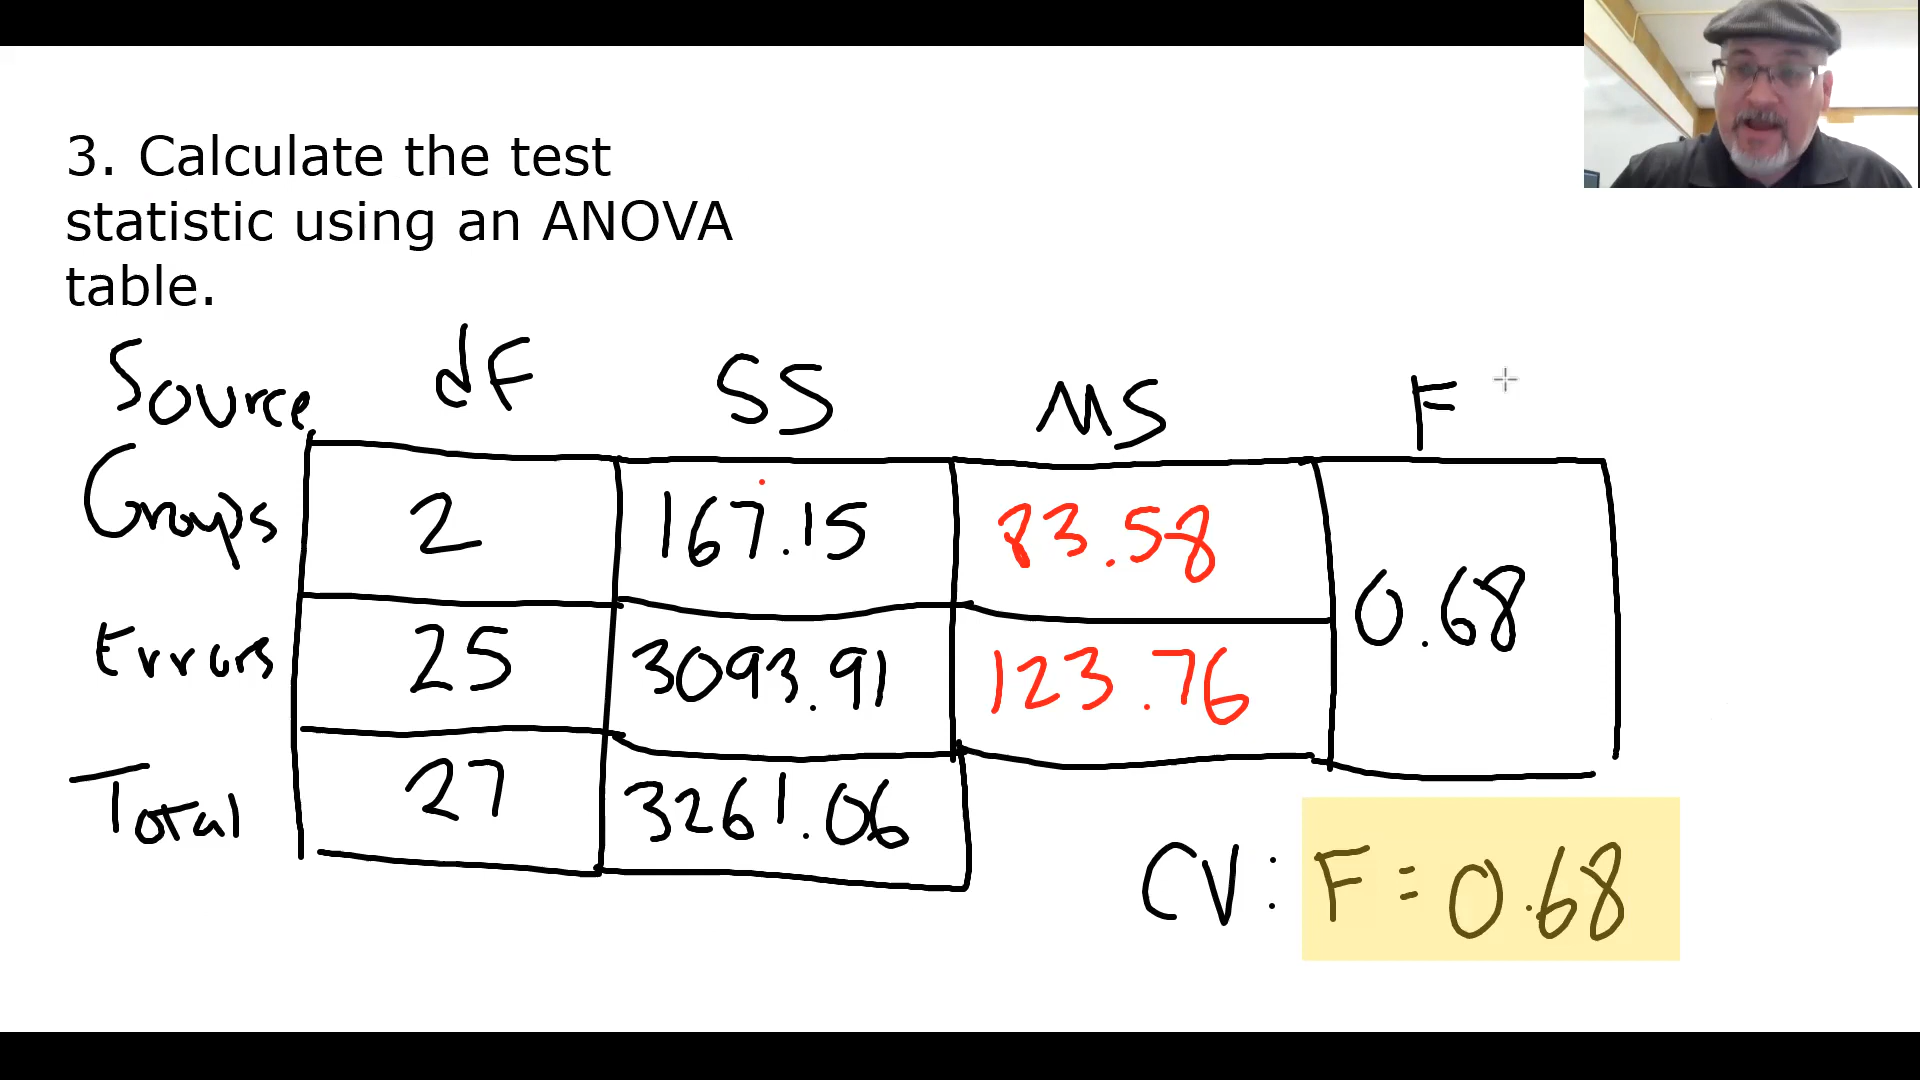 3. Calculate the test
statistic using an ANOVA
table.
Source df SS MS F
Groups 2 167.15 83.58
0.68
Errors 25 3093.91 123.76
Total 27 3261.06
CV: F = 0.68